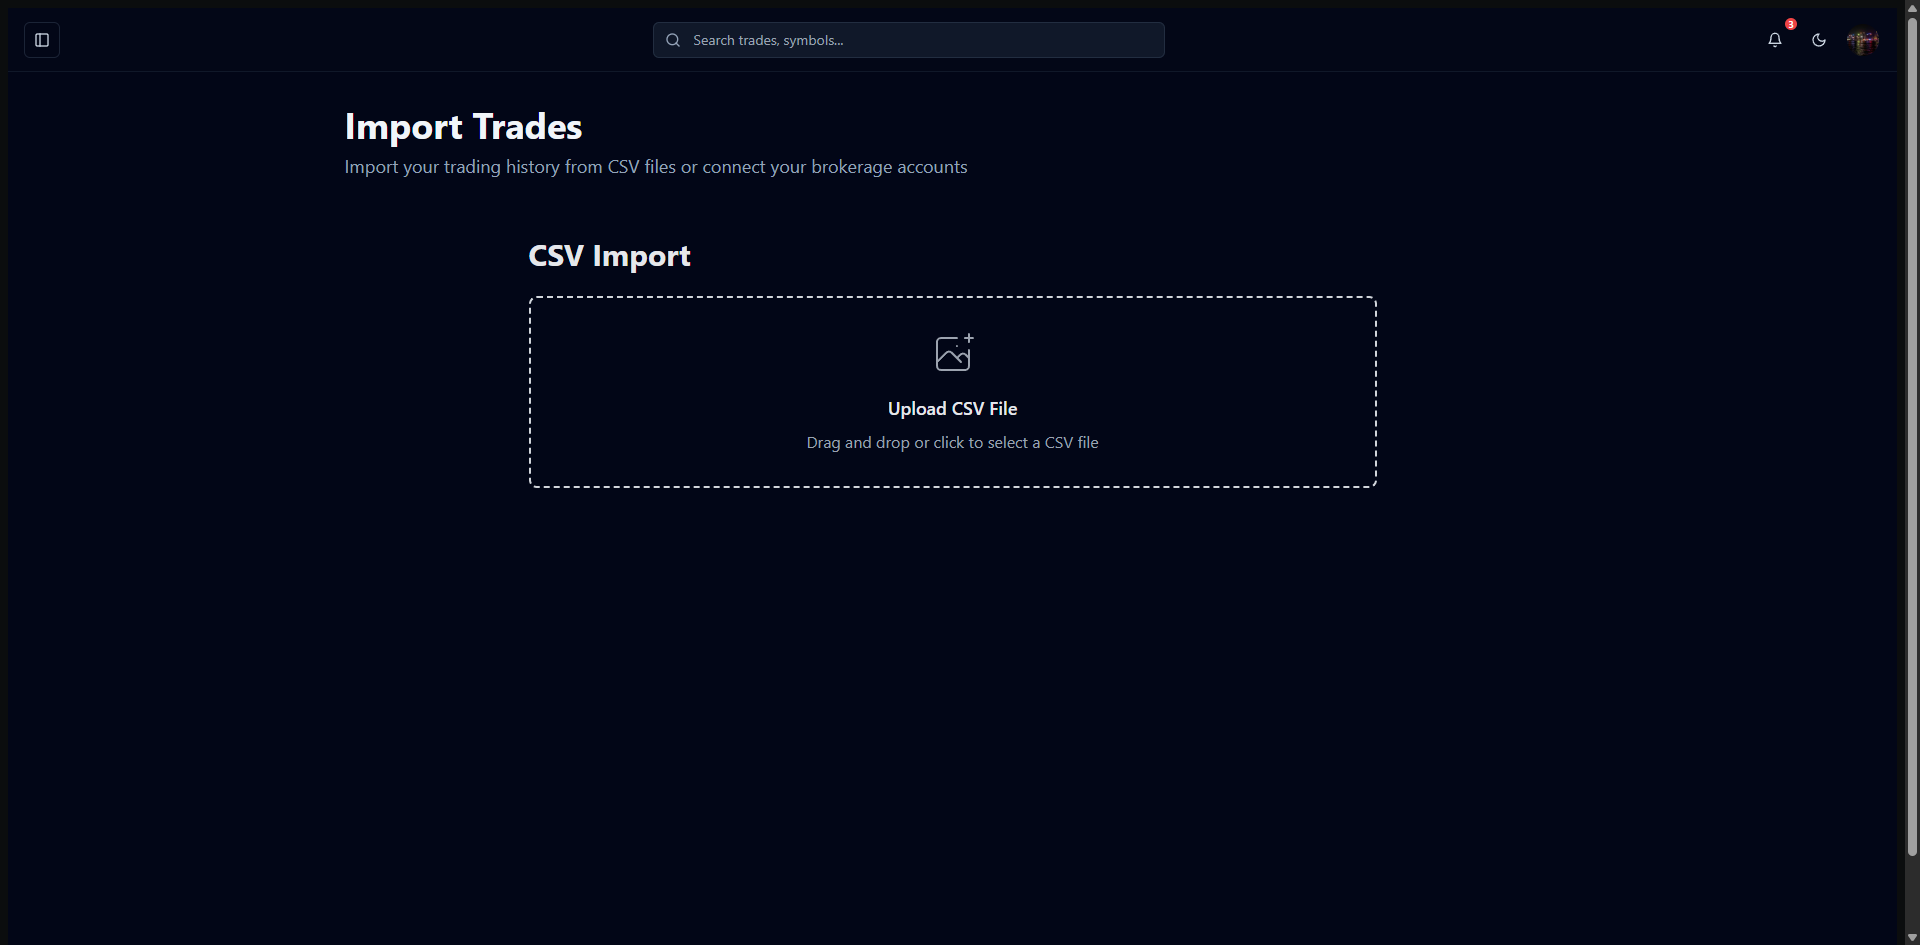 Search trades, symbols...
3
Import Trades
Import your trading history from CSV files or connect your brokerage accounts
CSV Import
Upload CSV File
Drag and drop or click to select a CSV file